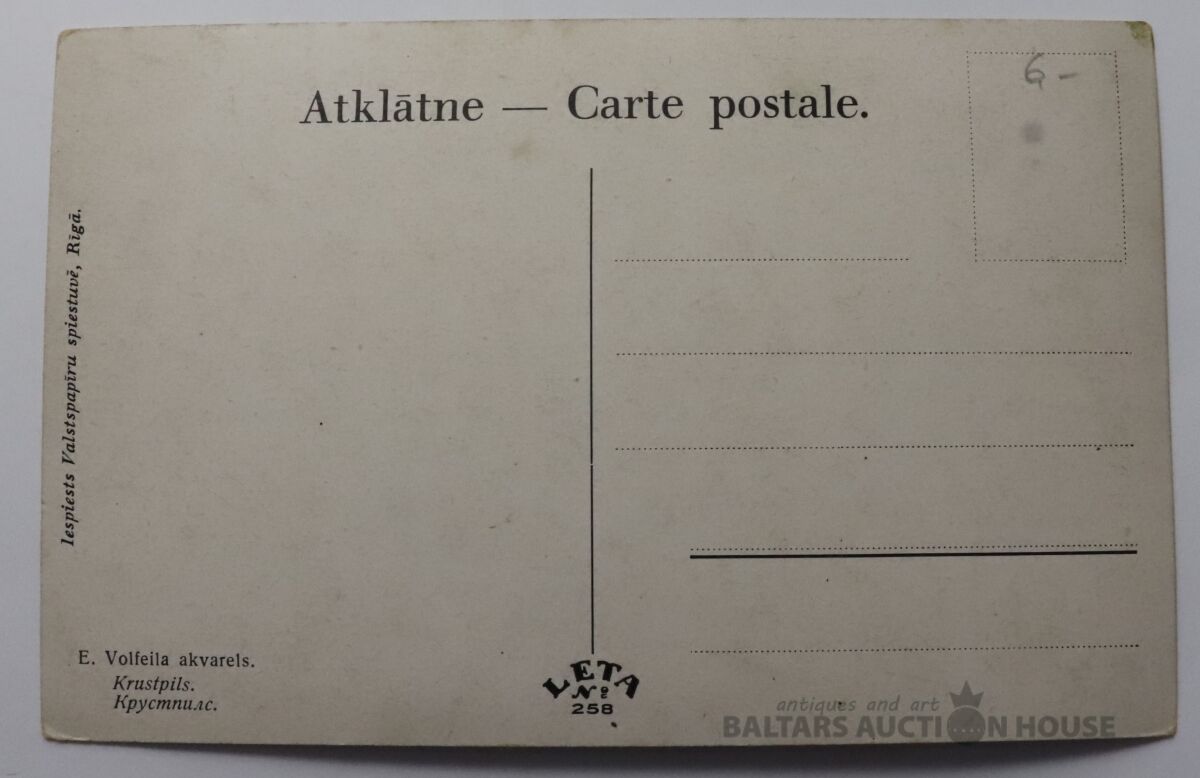 Atklātne — Carte postale.
6 –
Iespiests Valstspapīru spiestuvē, Rīgā.
E. Volfeila akvarels.
Krustpils.
Крустпилс.
LETA
№
258
antiques and art
BALTARS AUCTION HOUSE